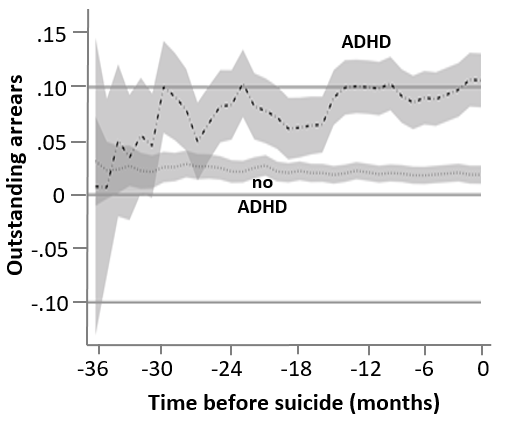 .15
ADHD
.10
.05
no
ADHD
0
-.05
-.10
Outstanding arrears
-36 -30 -24 -18 -12 -6 0
Time before suicide (months)